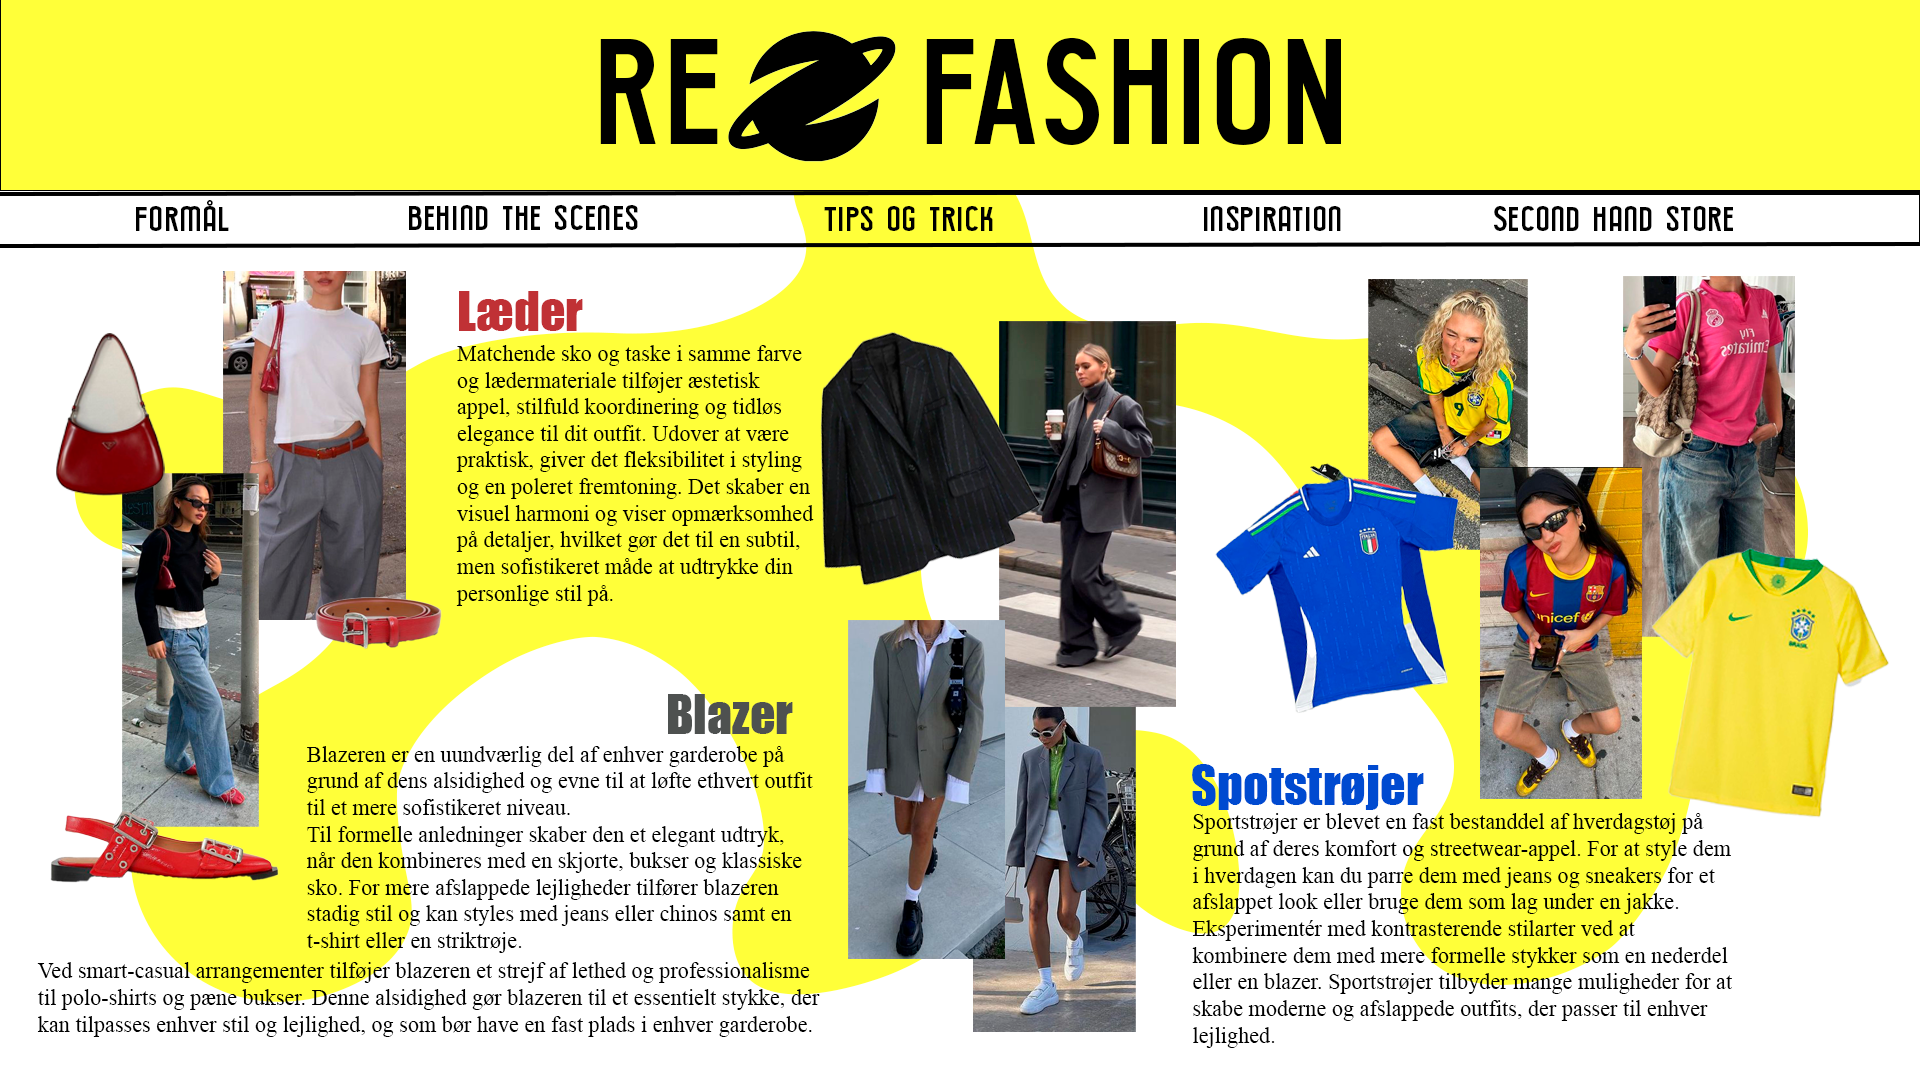 RE FASHION
FORMÅL
BEHIND THE SCENES
TIPS OG TRICK
INSPIRATION
SECOND HAND STORE
Læder
Matchende sko og taske i samme farve
og lædermateriale tilføjer æstetisk
appel, stilfuld koordinering og tidløs
elegance til dit outfit. Udover at være
praktisk, giver det fleksibilitet i styling
og en poleret fremtoning. Det skaber en
visuel harmoni og viser opmærksomhed
på detaljer, hvilket gør det til en subtil,
men sofistikeret måde at udtrykke din
personlige stil på.
Blazer
Blazeren er en uundværlig del af enhver garderobe på
grund af dens alsidighed og evne til at løfte ethvert outfit
til et mere sofistikeret niveau.
Til formelle anledninger skaber den et elegant udtryk,
når den kombineres med en skjorte, bukser og klassiske
sko. For mere afslappede lejligheder tilfører blazeren
stadig stil og kan styles med jeans eller chinos samt en
t-shirt eller en striktrøje.
Ved smart-casual arrangementer tilføjer blazeren et strejf af lethed og professionalisme
til polo-shirts og pæne bukser. Denne alsidighed gør blazeren til et essentielt stykke, der
kan tilpasses enhver stil og lejlighed, og som bør have en fast plads i enhver garderobe.
Spotstrøjer
Sportstrøjer er blevet en fast bestanddel af hverdagstøj på
grund af deres komfort og streetwear-appel. For at style dem
i hverdagen kan du parre dem med jeans og sneakers for et
afslappet look eller bruge dem som lag under en jakke.
Eksperimentér med kontrasterende stilarter ved at
kombinere dem med mere formelle stykker som en nederdel
eller en blazer. Sportstrøjer tilbyder mange muligheder for at
skabe moderne og afslappede outfits, der passer til enhver
lejlighed.
9
Fly
Emirates
unicef
ITALIA
BRASIL